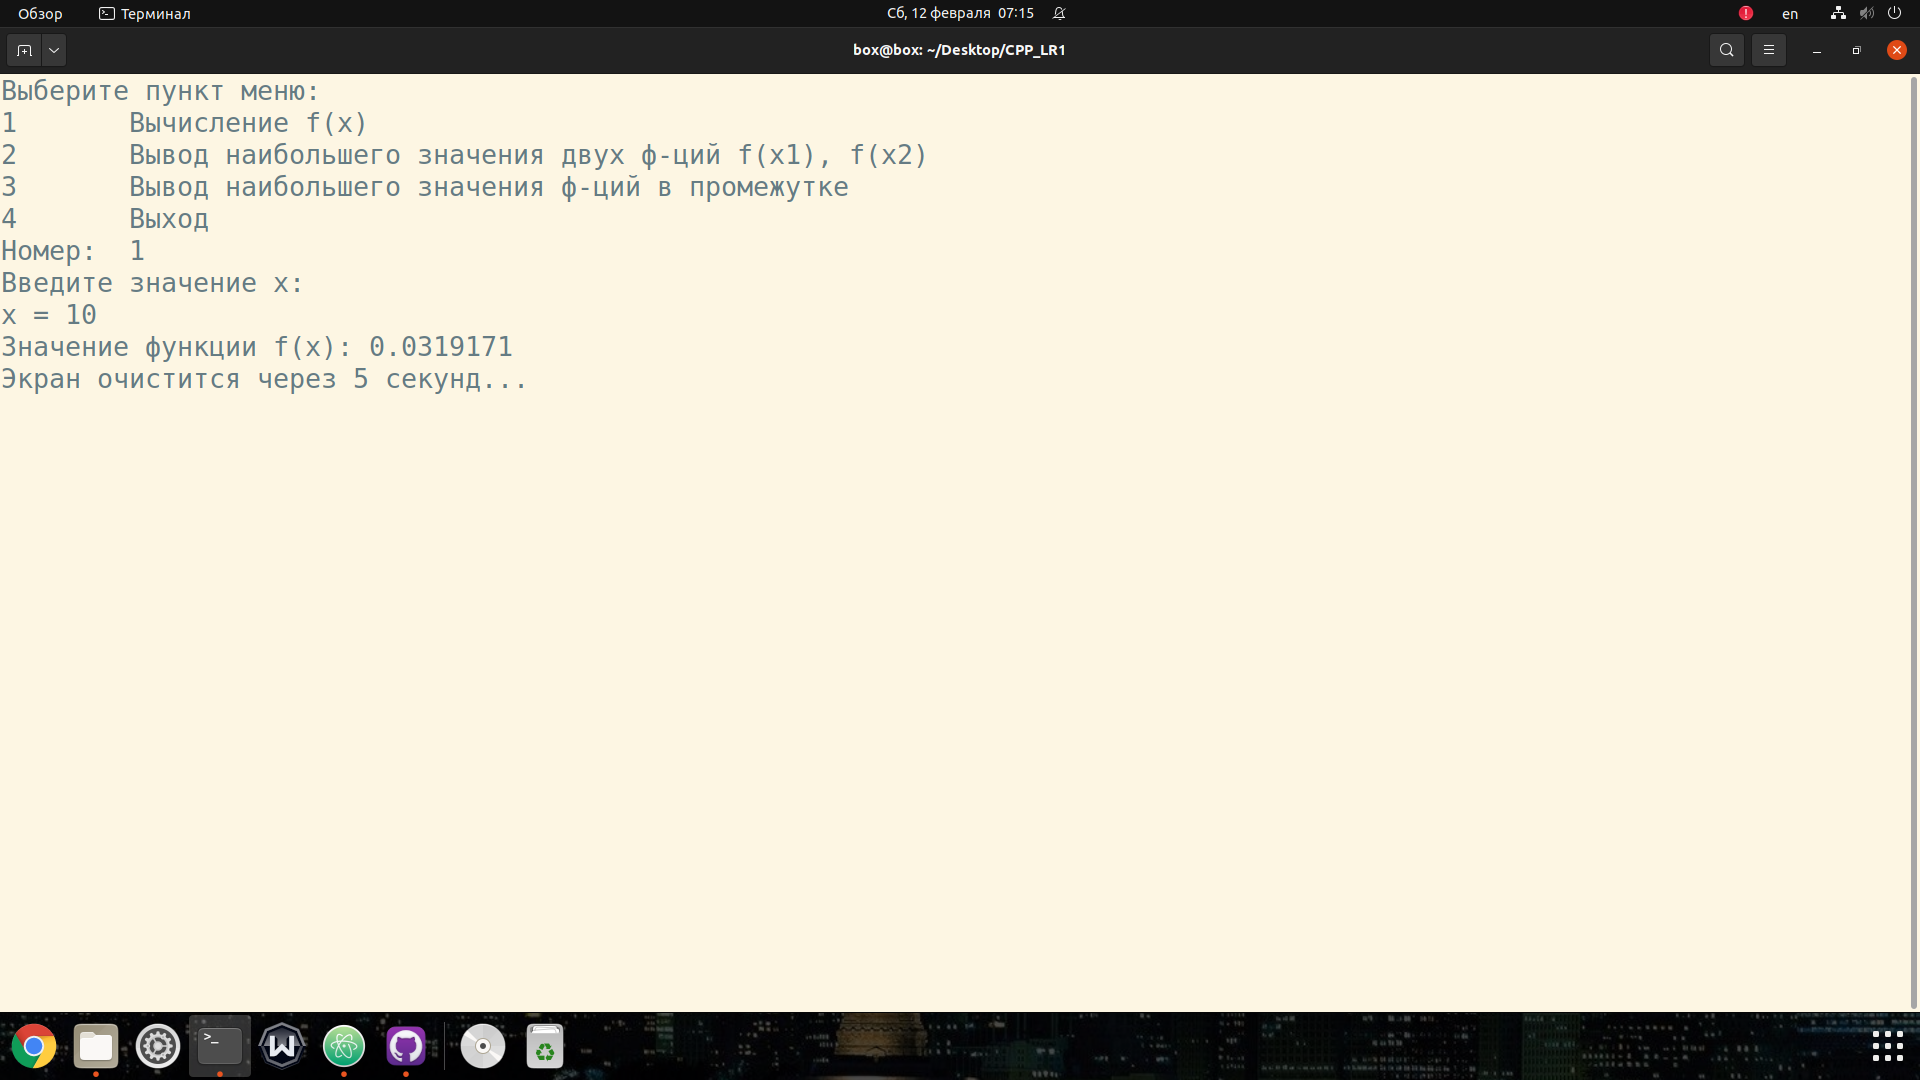 Обзор
Терминал
Сб, 12 февраля 07:15
en
box@box: ~/Desktop/CPP_LR1
Выберите пункт меню:
1 Вычисление f(x)
2 Вывод наибольшего значения двух ф-ций f(x1), f(x2)
3 Вывод наибольшего значения ф-ций в промежутке
4 Выход
Номер: 1
Введите значение x:
x = 10
Значение функции f(x): 0.0319171
Экран очистится через 5 секунд...
>_
W